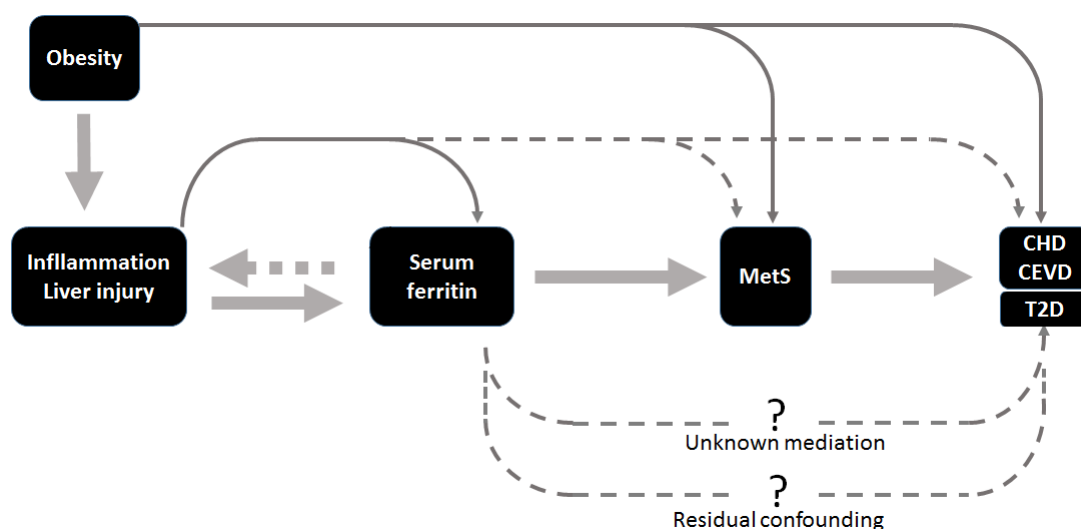 Obesity
Infllammation
Liver injury
Serum
ferritin
MetS
CHD
CEVD
T2D
?
Unknown mediation
?
Residual confounding